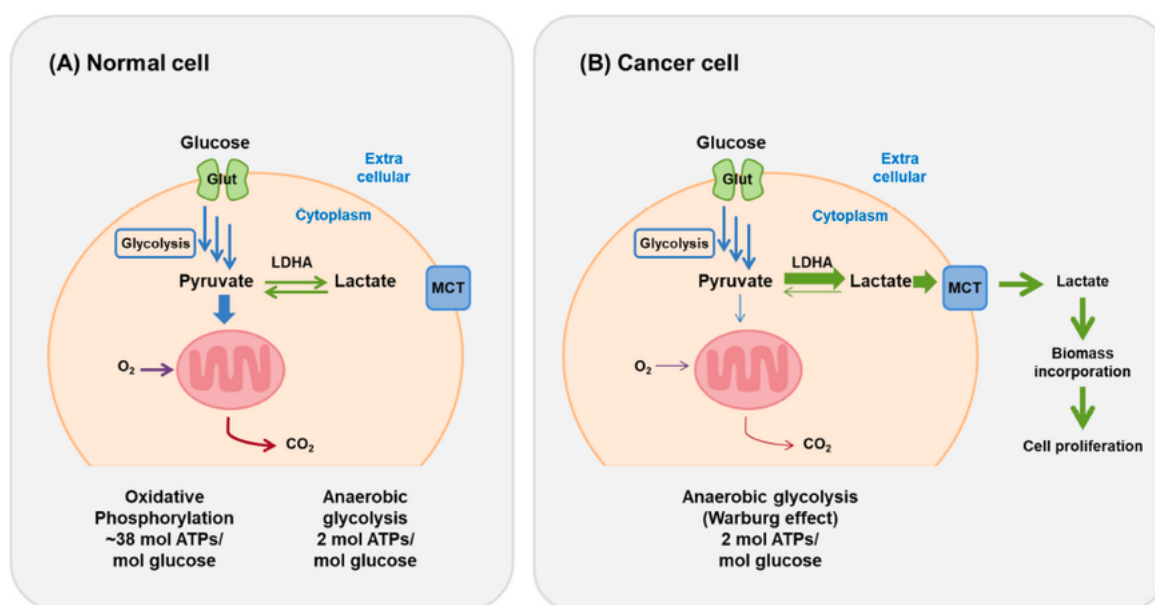 (A) Normal cell
Glucose
Glut
Extra
cellular
Cytoplasm
Glycolysis
LDHA
Pyruvate
Lactate
MCT
O₂
CO₂
Oxidative
Phosphorylation
~38 mol ATPs/
mol glucose
Anaerobic
glycolysis
2 mol ATPs/
mol glucose
(B) Cancer cell
Glucose
Glut
Extra
cellular
Cytoplasm
Glycolysis
LDHA
Pyruvate
Lactate
MCT
Lactate
Biomass
incorporation
Cell proliferation
O₂
CO₂
Anaerobic glycolysis
(Warburg effect)
2 mol ATPs/
mol glucose